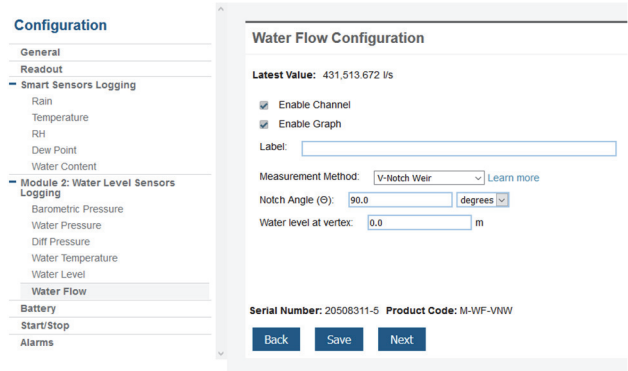 Configuration
General
Readout
Smart Sensors Logging
Rain
Temperature
RH
Dew Point
Water Content
Module 2: Water Level Sensors
Logging
Barometric Pressure
Water Pressure
Diff Pressure
Water Temperature
Water Level
Water Flow
Battery
Start/Stop
Alarms
Water Flow Configuration
Latest Value: 431,513.672 l/s
Enable Channel
Enable Graph
Label:
Measurement Method: V-Notch Weir Learn more
Notch Angle (Θ): 90.0 degrees
Water level at vertex: 0.0 m
Serial Number: 20508311-5 Product Code: M-WF-VNW
Back Save Next